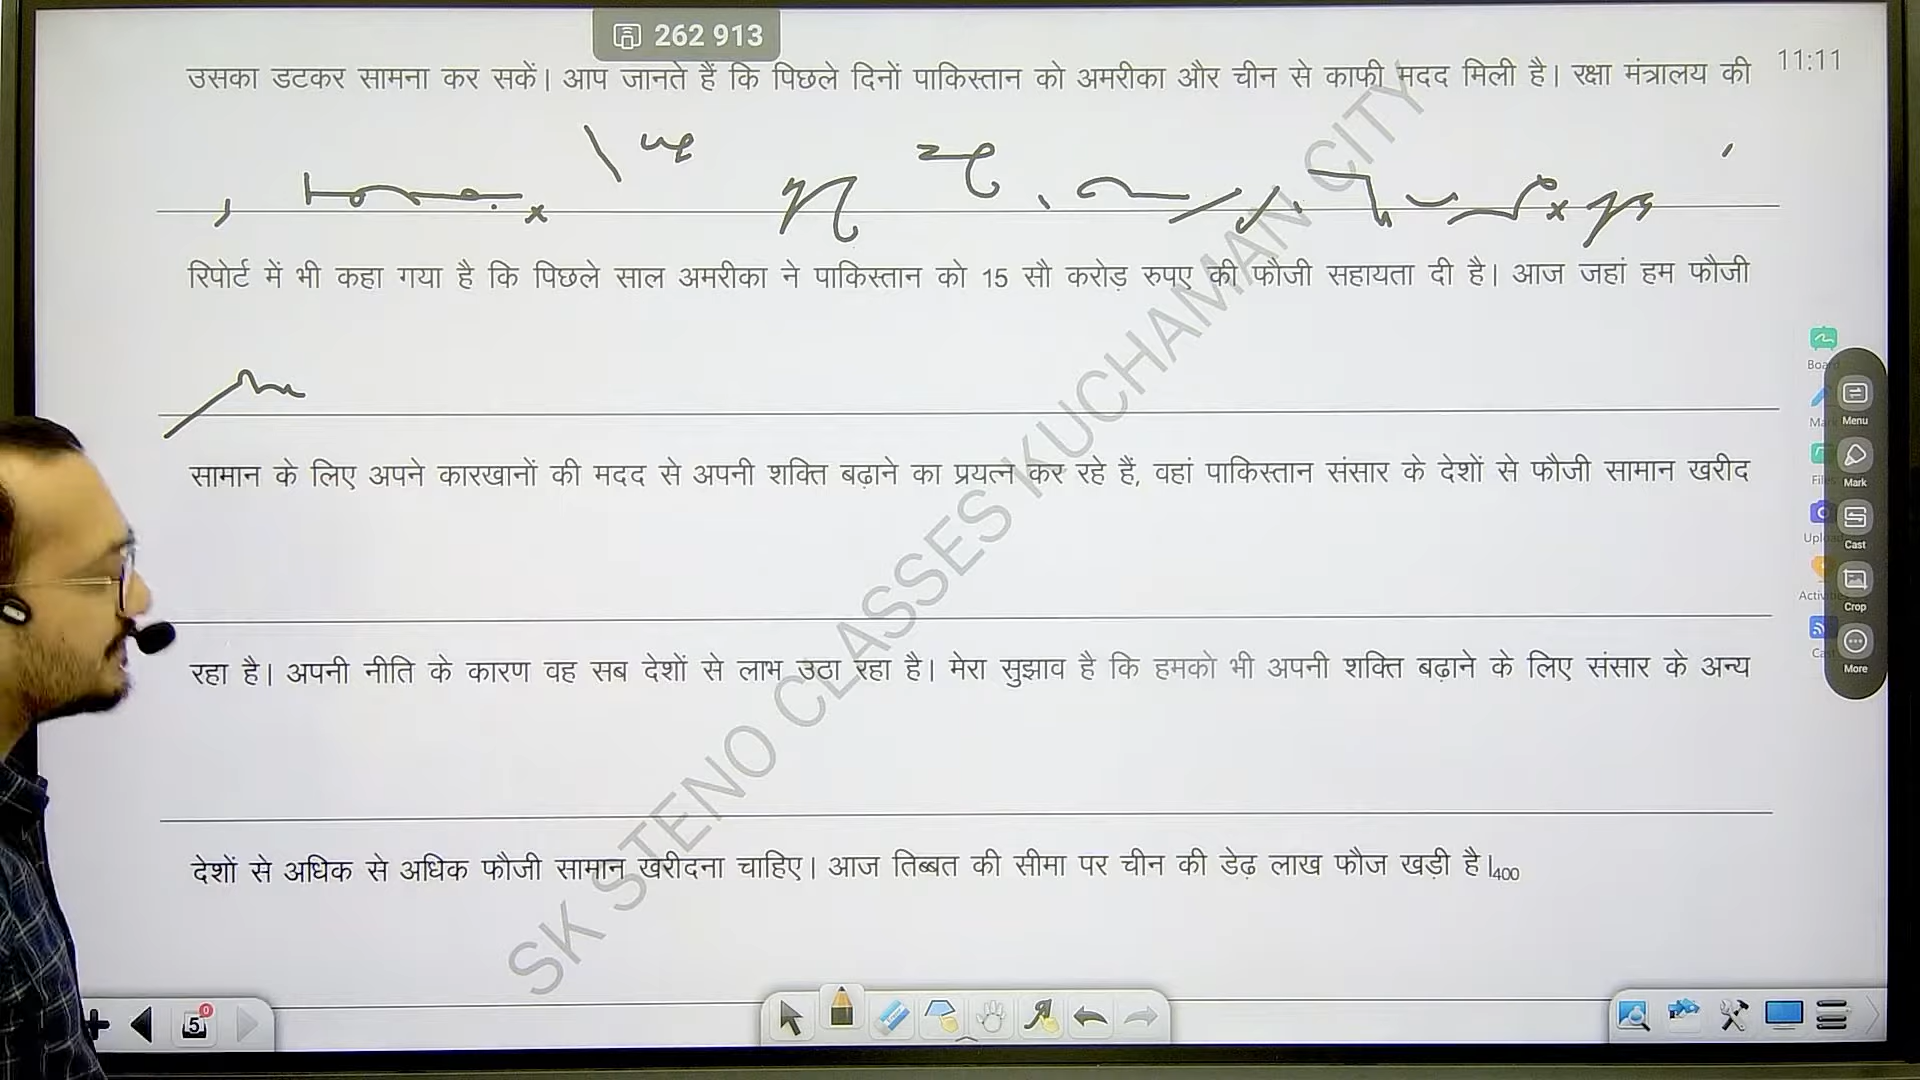 262 913
11:11
उसका डटकर सामना कर सकें। आप जानते हैं कि पिछले दिनों पाकिस्तान को अमरीका और चीन से काफी मदद मिली है। रक्षा मंत्रालय की
रिपोर्ट में भी कहा गया है कि पिछले साल अमरीका ने पाकिस्तान को 15 सौ करोड़ रुपए की फौजी सहायता दी है। आज जहां हम फौजी
सामान के लिए अपने कारखानों की मदद से अपनी शक्ति बढ़ाने का प्रयत्न कर रहे हैं, वहां पाकिस्तान संसार के देशों से फौजी सामान खरीद
रहा है। अपनी नीति के कारण वह सब देशों से लाभ उठा रहा है। मेरा सुझाव है कि हमको भी अपनी शक्ति बढ़ाने के लिए संसार के अन्य
देशों से अधिक से अधिक फौजी सामान खरीदना चाहिए। आज तिब्बत की सीमा पर चीन की डेढ़ लाख फौज खड़ी है।400
SK STENO CLASSES KUCHAMAN CITY
Menu
Mark
Cast
Crop
More
5
0